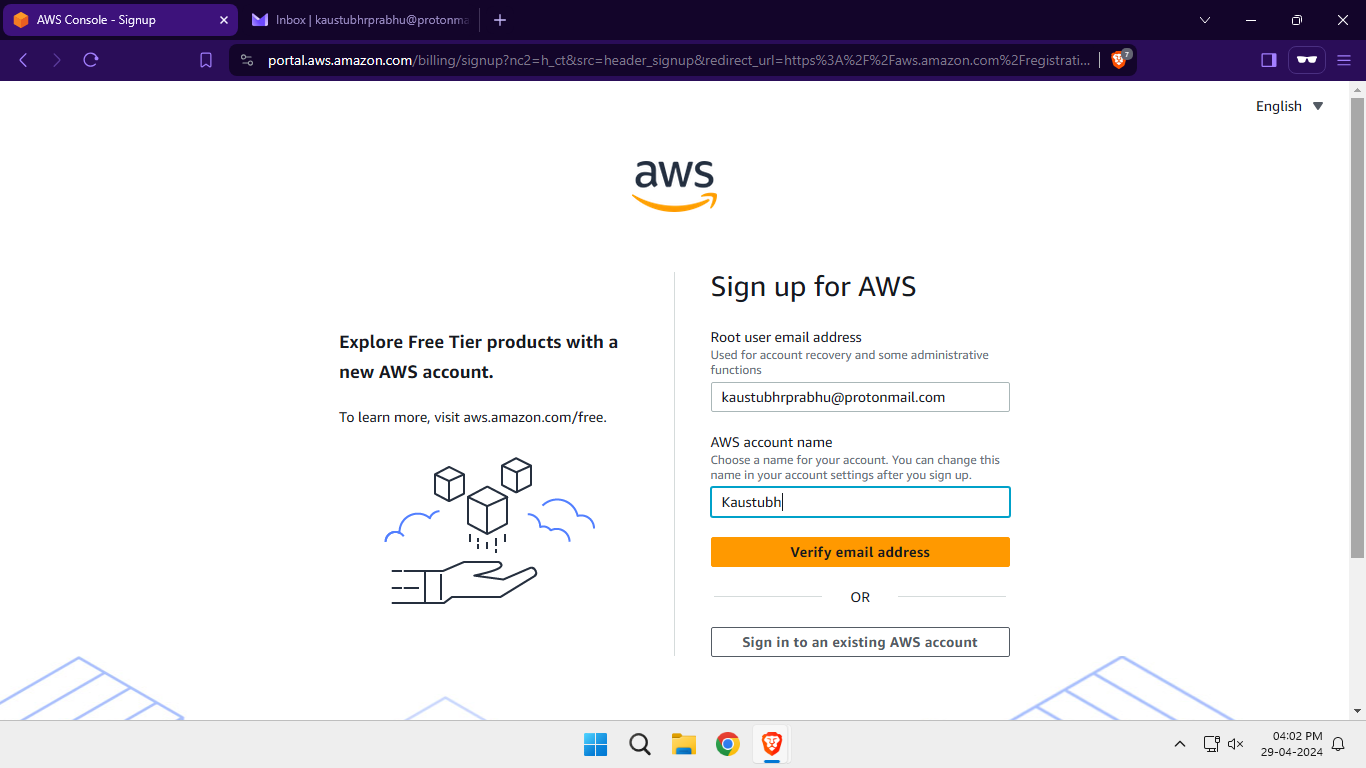 AWS Console - Signup
Inbox | kaustubhrprabhu@protonma
portal.aws.amazon.com/billing/signup?nc2=h_ct&src=header_signup&redirect_url=https%3A%2F%2Faws.amazon.com%2Fregistrati...
7
English
aws
Sign up for AWS
Explore Free Tier products with a
new AWS account.
To learn more, visit aws.amazon.com/free.
Root user email address
Used for account recovery and some administrative
functions
kaustubhrprabhu@protonmail.com
AWS account name
Choose a name for your account. You can change this
name in your account settings after you sign up.
Kaustubh
Verify email address
OR
Sign in to an existing AWS account
04:02 PM
29-04-2024